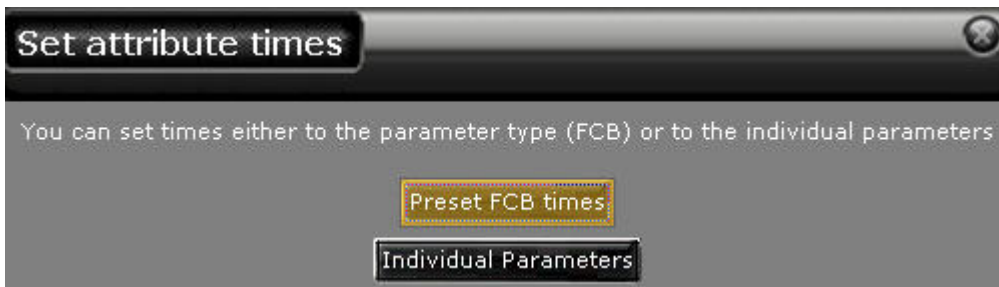 Set attribute times
You can set times either to the parameter type (FCB) or to the individual parameters
Preset FCB times
Individual Parameters